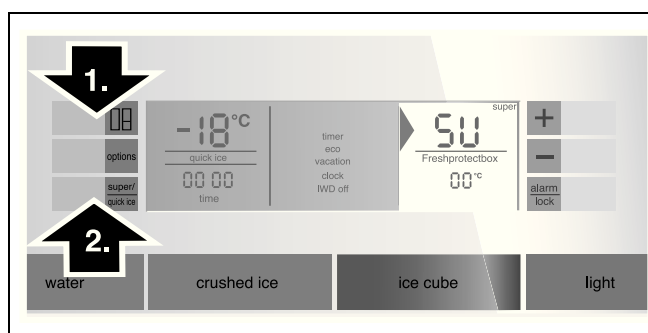 1.
-18°C
quick ice
00 00
time
timer
eco
vacation
clock
IWD off
super
SU
Freshprotectbox
00°C
+
−
alarm
lock
options
super/
quick ice
2.
water
crushed ice
ice cube
light